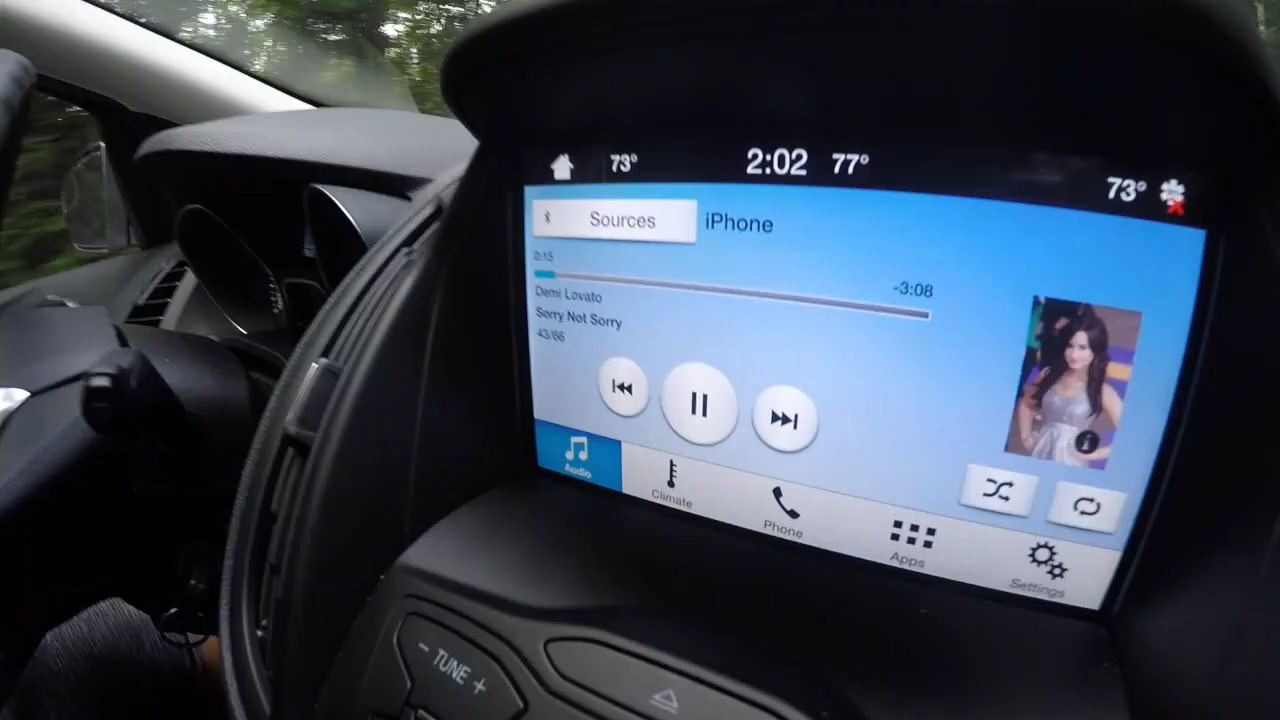 73° 2:02 77° 73°
Sources iPhone
0:15
-3:08
Demi Lovato
Sorry Not Sorry
43/86
Audio
Climate
Phone
Apps
Settings
- TUNE +